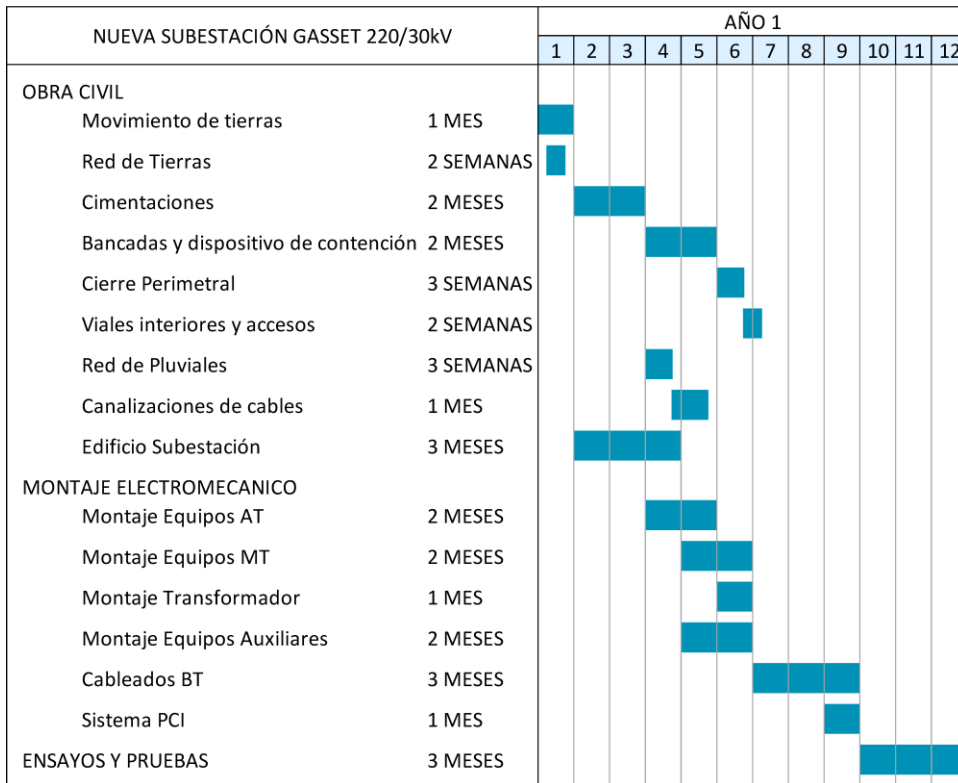 NUEVA SUBESTACIÓN GASSET 220/30kV
AÑO 1
1 2 3 4 5 6 7 8 9 10 11 12
OBRA CIVIL
Movimiento de tierras 1 MES
Red de Tierras 2 SEMANAS
Cimentaciones 2 MESES
Bancadas y dispositivo de contención 2 MESES
Cierre Perimetral 3 SEMANAS
Viales interiores y accesos 2 SEMANAS
Red de Pluviales 3 SEMANAS
Canalizaciones de cables 1 MES
Edificio Subestación 3 MESES
MONTAJE ELECTROMECANICO
Montaje Equipos AT 2 MESES
Montaje Equipos MT 2 MESES
Montaje Transformador 1 MES
Montaje Equipos Auxiliares 2 MESES
Cableados BT 3 MESES
Sistema PCI 1 MES
ENSAYOS Y PRUEBAS 3 MESES